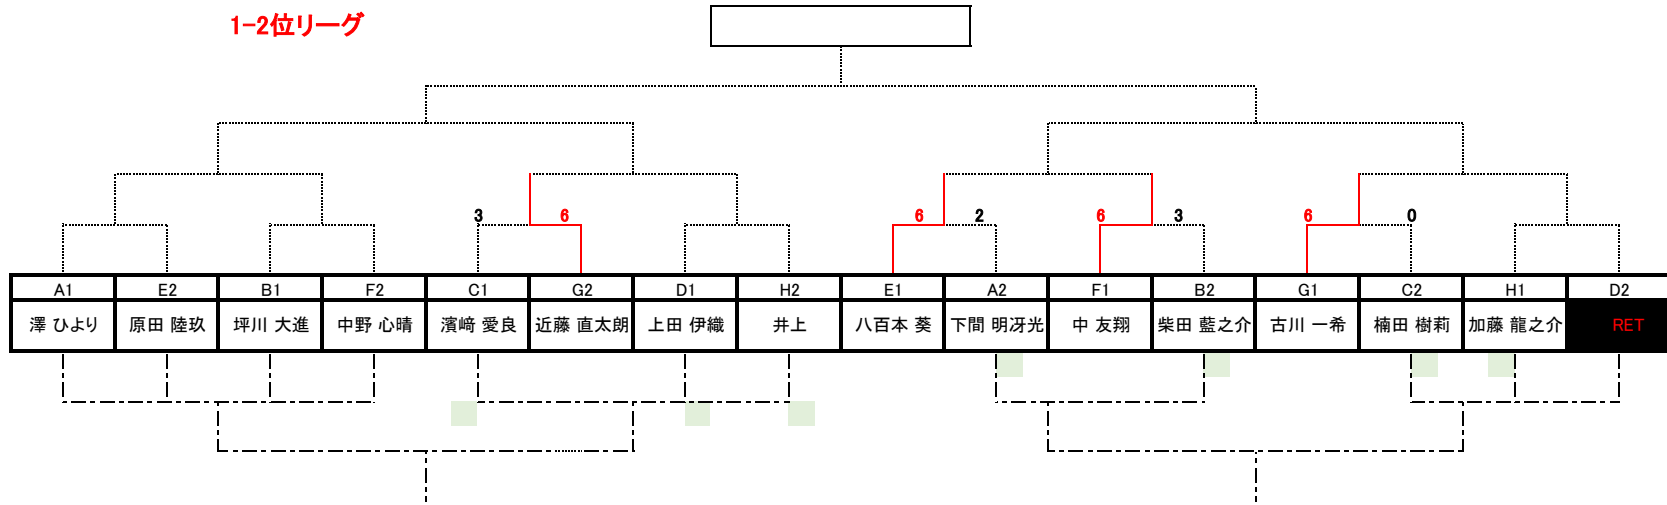 1-2位リーグ
3 6 6 2 6 3 6 0
A1 E2 B1 F2 C1 G2 D1 H2 E1 A2 F1 B2 G1 C2 H1 D2
澤 ひより 原田 陸玖 坪川 大進 中野 心晴 濱﨑 愛良 近藤 直太朗 上田 伊織 井上 八百本 葵 下間 明冴光 中 友翔 柴田 藍之介 古川 一希 楠田 樹莉 加藤 龍之介 RET